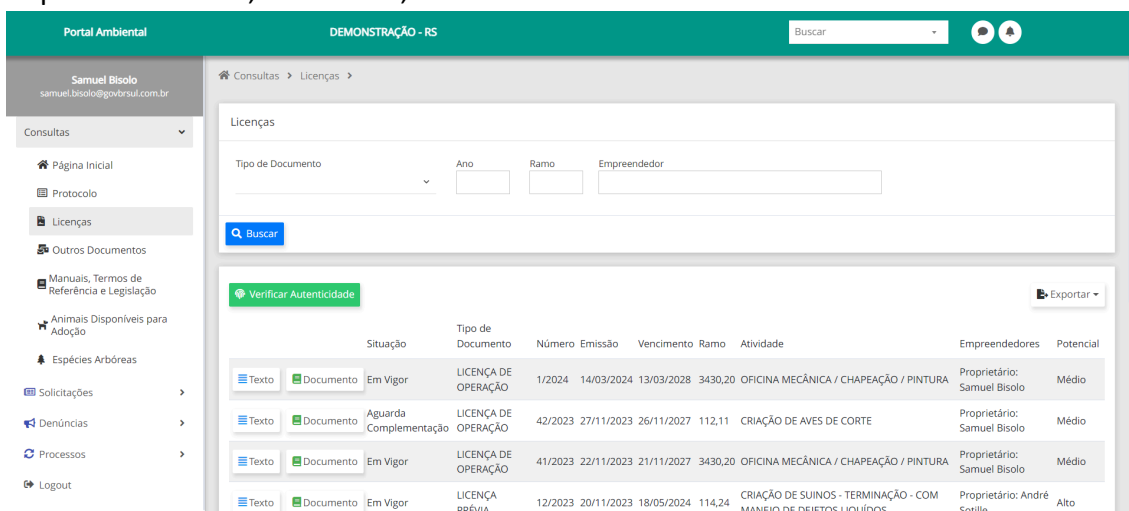 Portal Ambiental
DEMONSTRAÇÃO - RS
Buscar
Samuel Bisolo
samuel.bisolo@govbrsul.com.br
Consultas
Página Inicial
Protocolo
Licenças
Outros Documentos
Manuais, Termos de
Referência e Legislação
Animais Disponíveis para
Adoção
Espécies Arbóreas
Solicitações
Denúncias
Processos
Logout
Consultas > Licenças >
Licenças
Tipo de Documento Ano Ramo Empreendedor
Buscar
Verificar Autenticidade
Exportar
Situação Tipo de Documento Número Emissão Vencimento Ramo Atividade Empreendedores Potencial
Texto Documento Em Vigor LICENÇA DE OPERAÇÃO 1/2024 14/03/2024 13/03/2028 3430,20 OFICINA MECÂNICA / CHAPEAÇÃO / PINTURA Proprietário: Samuel Bisolo Médio
Texto Documento Aguarda Complementação LICENÇA DE OPERAÇÃO 42/2023 27/11/2023 26/11/2027 112,11 CRIAÇÃO DE AVES DE CORTE Proprietário: Samuel Bisolo Médio
Texto Documento Em Vigor LICENÇA DE OPERAÇÃO 41/2023 22/11/2023 21/11/2027 3430,20 OFICINA MECÂNICA / CHAPEAÇÃO / PINTURA Proprietário: Samuel Bisolo Médio
Texto Documento Em Vigor LICENÇA PRÉVIA 12/2023 20/11/2023 18/05/2024 114,24 CRIAÇÃO DE SUINOS - TERMINAÇÃO - COM MANEJO DE DEJETOS LIQUÍDOS Proprietário: André Sotille Alto